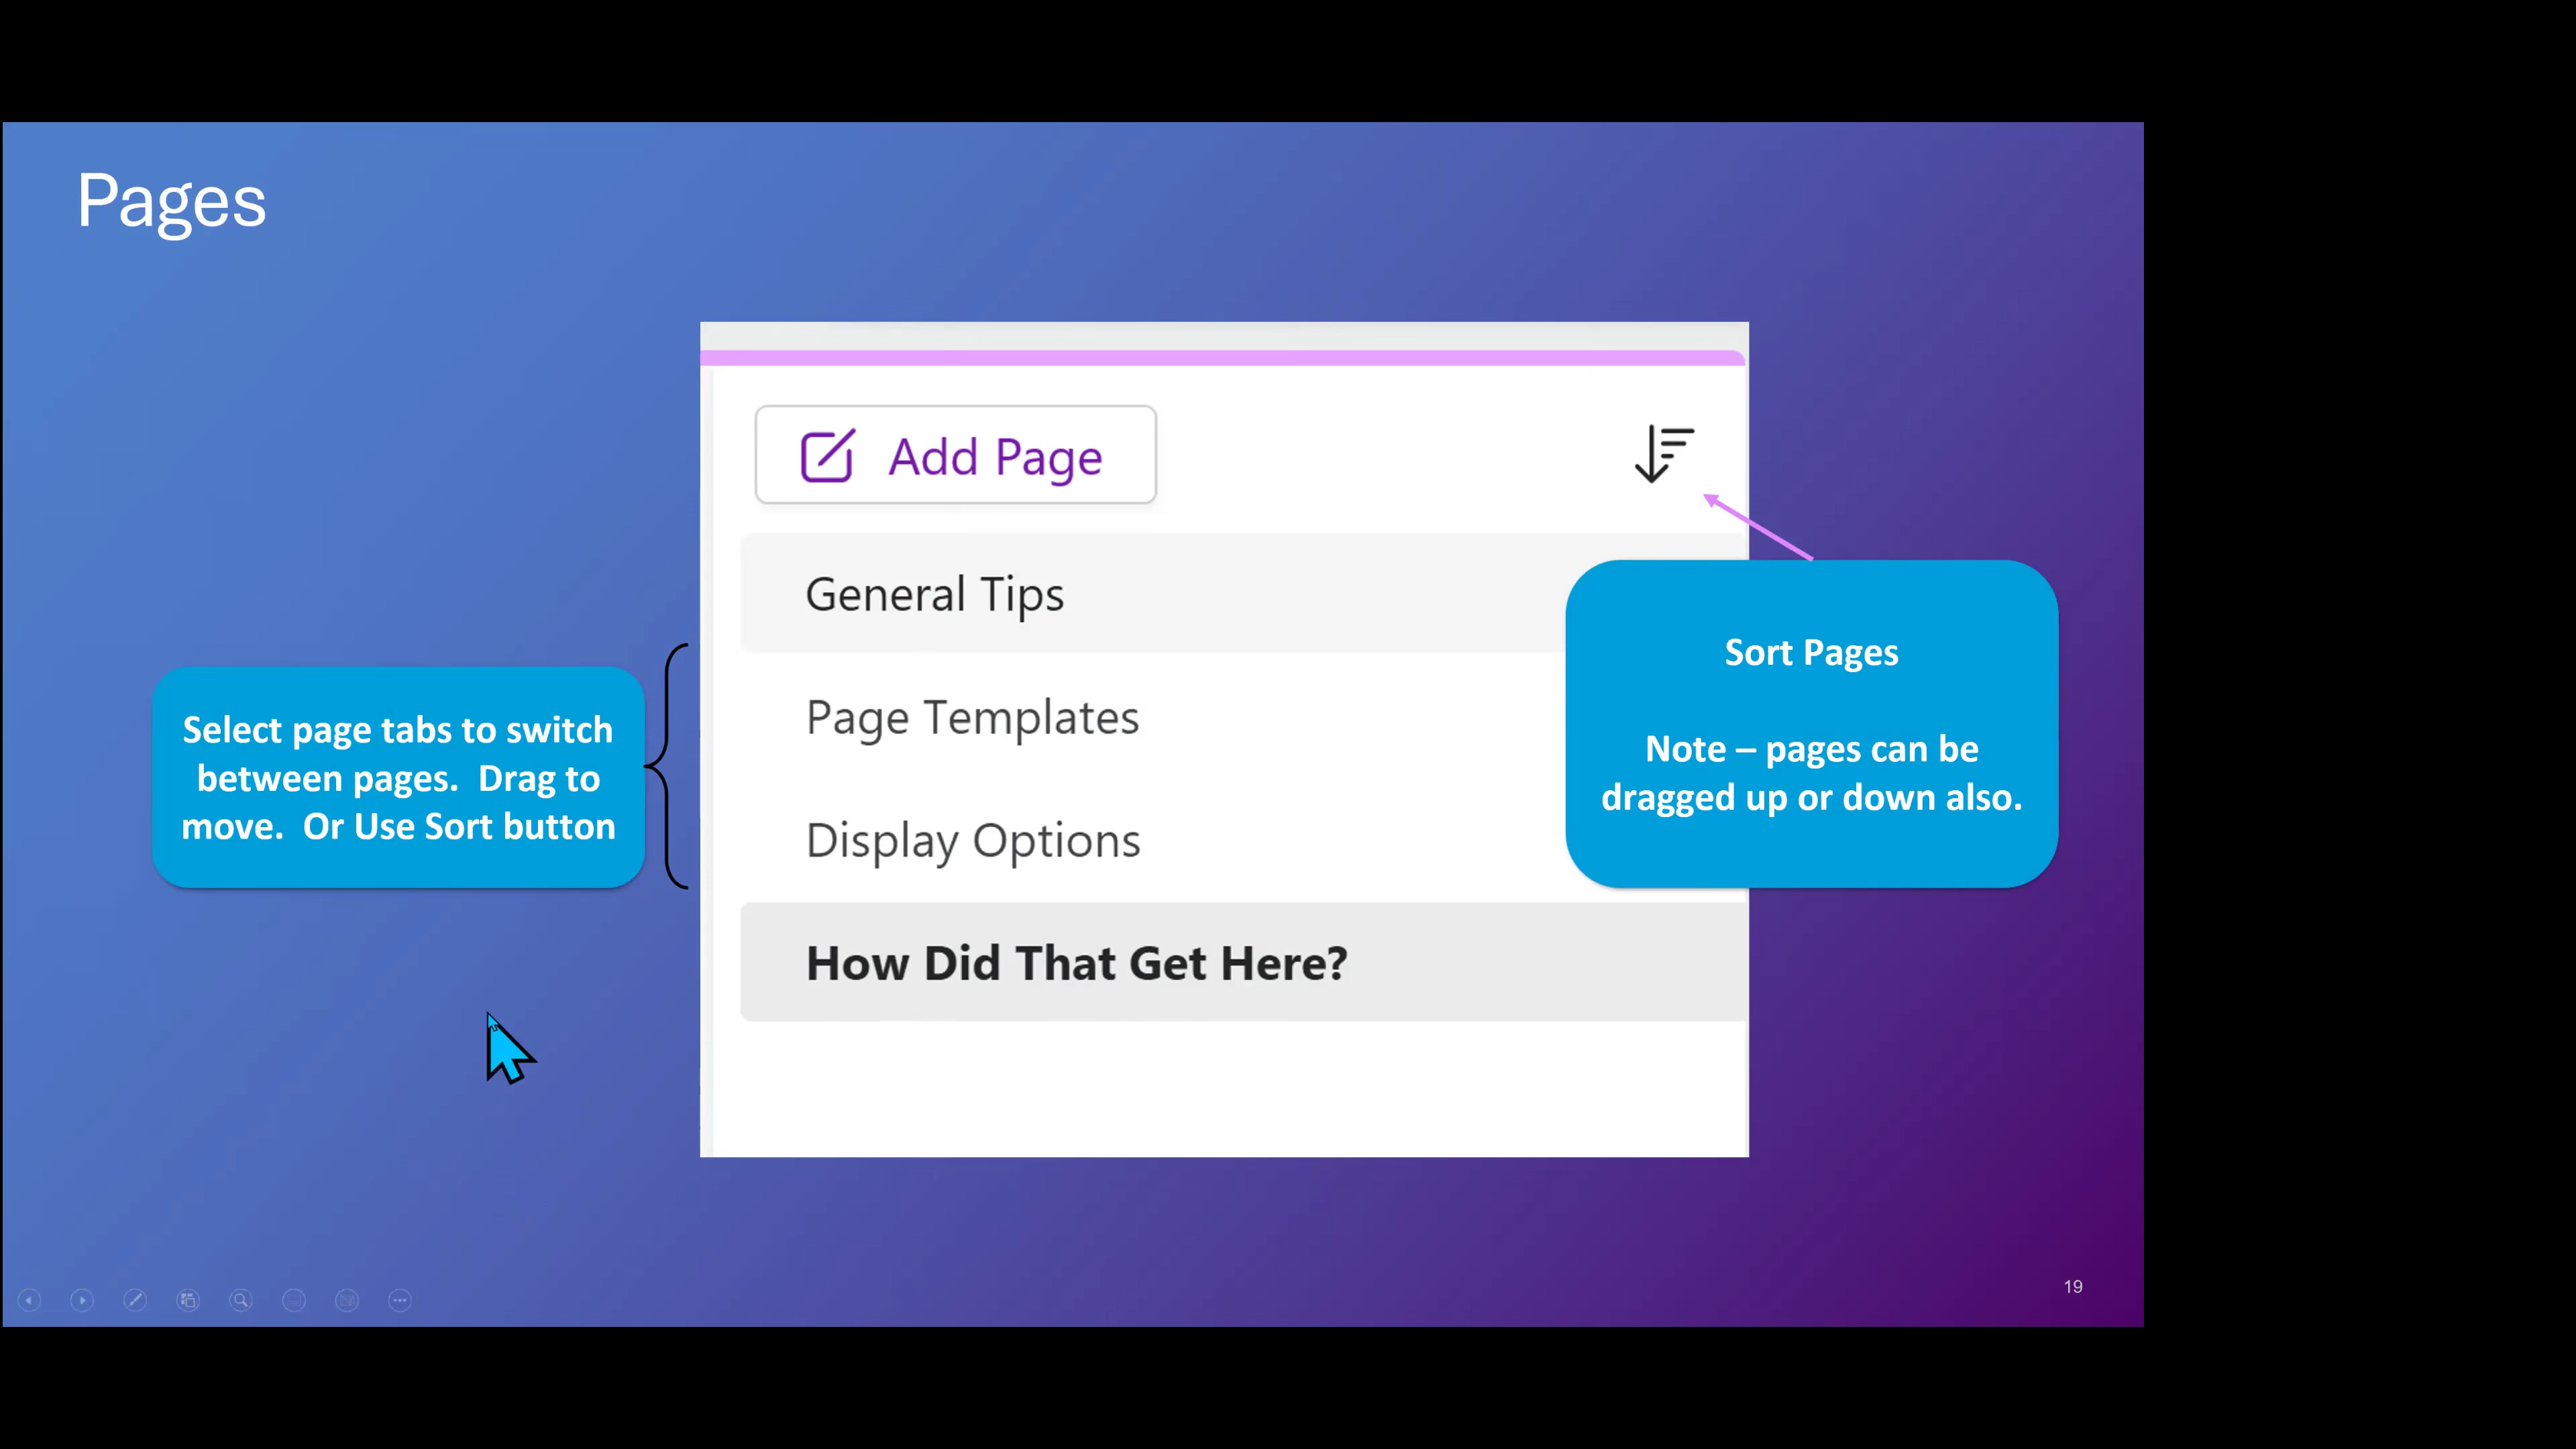 Pages
Add Page
General Tips
Page Templates
Display Options
How Did That Get Here?
Select page tabs to switch
between pages.  Drag to
move.  Or Use Sort button
Sort Pages
Note – pages can be
dragged up or down also.
19